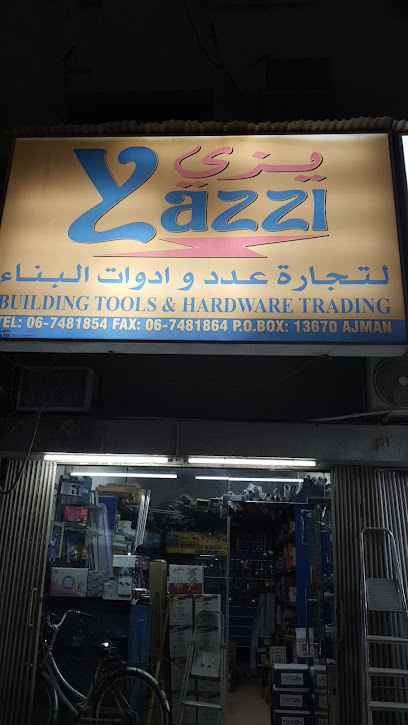 يزي
Yazzi
لتجارة عدد و ادوات البناء
BUILDING TOOLS & HARDWARE TRADING
TEL: 06-7481854 FAX: 06-7481864 P.O.BOX: 13670 AJMAN